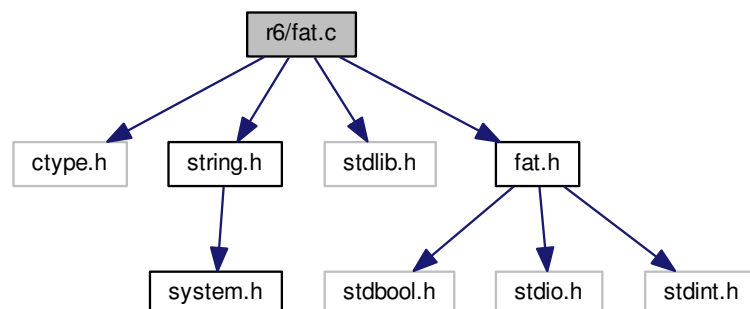 r6/fat.c
ctype.h
string.h
stdlib.h
fat.h
system.h
stdbool.h
stdio.h
stdint.h